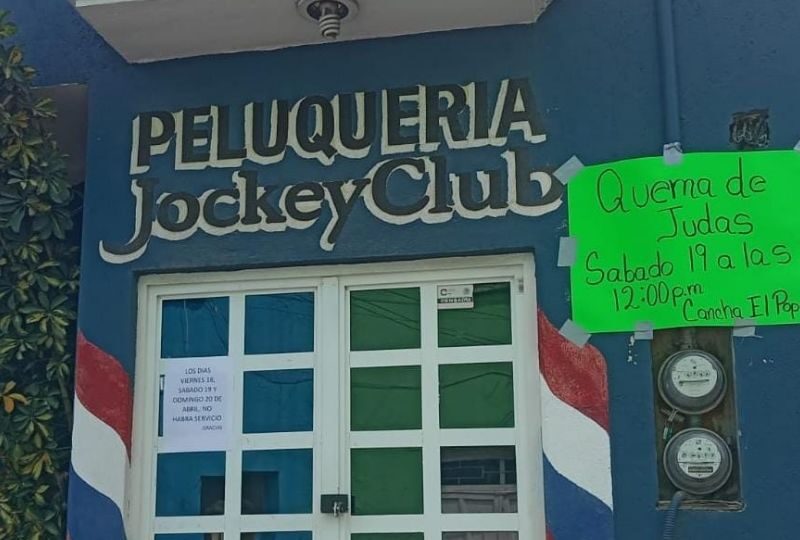 PELUQUERIA
JockeyClub
Quema de
Judas
Sabado 19 a las
12:00 p.m
Cancha El Pop
LOS DIAS
VIERNES 18,
SABADO 19 Y
DOMINGO 20 DE
ABRIL, NO
HABRA SERVICIO
GRACIAS